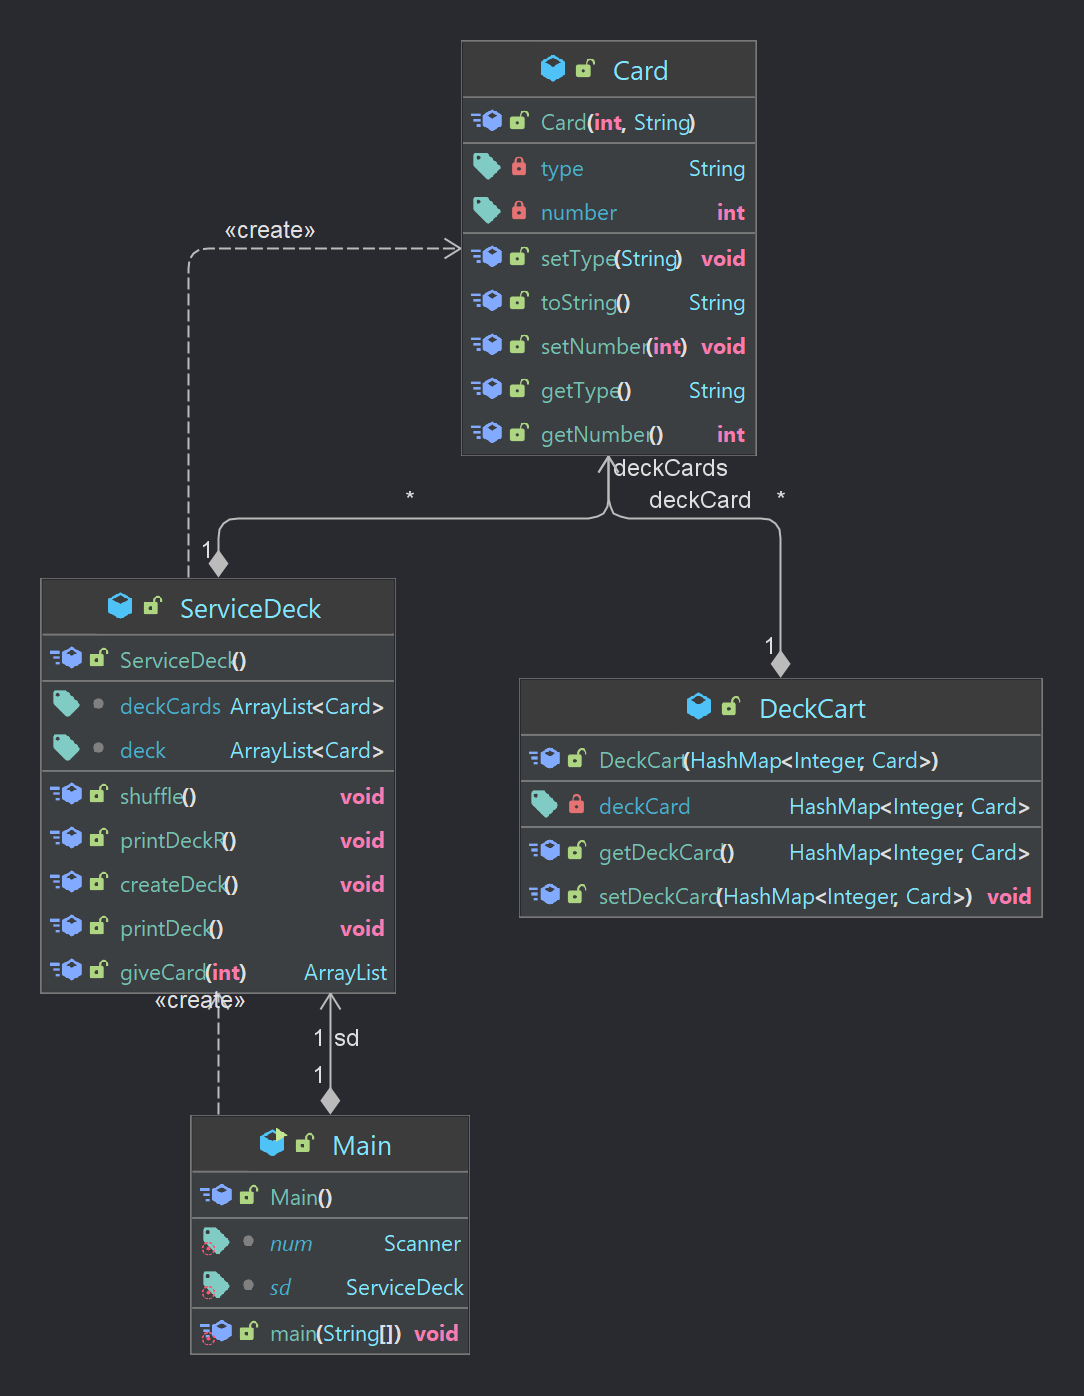 Card
Card(int, String)
type String
number int
«create»
setType(String) void
toString() String
setNumber(int) void
getType() String
getNumber() int
deckCards
* deckCard *
1
ServiceDeck
1
ServiceDeck()
deckCards ArrayList<Card>
deck ArrayList<Card>
shuffle() void
printDeckR() void
createDeck() void
printDeck() void
giveCard(int) ArrayList
DeckCart
DeckCart(HashMap<Integer, Card>)
deckCard HashMap<Integer, Card>
getDeckCard() HashMap<Integer, Card>
setDeckCard(HashMap<Integer, Card>) void
«create»
1 sd
1
Main
Main()
num Scanner
sd ServiceDeck
main(String[]) void